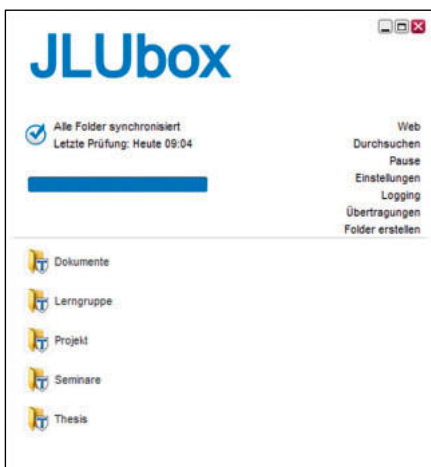 JLUbox
Alle Folder synchronisiert
Letzte Prüfung: Heute 09:04
Web
Durchsuchen
Pause
Einstellungen
Logging
Übertragungen
Folder erstellen
Dokumente
Lerngruppe
Projekt
Seminare
Thesis